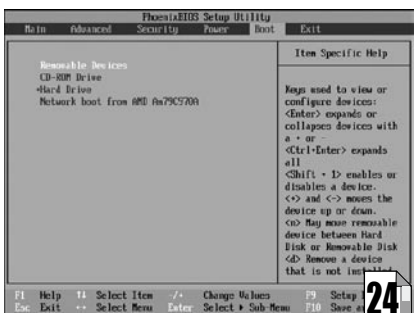 PhoenixBIOS Setup Utility
Main Advanced Security Power Boot Exit
Removable Devices
CD-ROM Drive
+Hard Drive
Network boot from AMD Am79C970A
Item Specific Help
Keys used to view or
configure devices:
<Enter> expands or
collapses devices with
a + or -
<Ctrl+Enter> expands
all
<Shift + 1> enables or
disables a device.
<+> and <-> moves the
device up or down.
<n> May move removable
device between Hard
Disk or Removable Disk
<d> Remove a device
that is not installed
F1 Help ↑↓ Select Item -/+ Change Values F9 Setup
Esc Exit ↔ Select Menu Enter Select ▶ Sub-Menu F10 Save
24